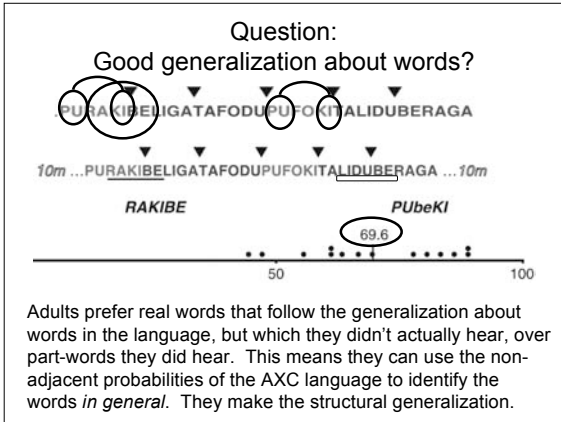 Question:
Good generalization about words?
PURAKIBELIGATAFODUPUFOKITALIDUBERAGA
10m ...PURAKIBELIGATAFODUPUFOKITALIDUBERAGA ...10m
RAKIBE PUbeKI
69.6
50 100
Adults prefer real words that follow the generalization about
words in the language, but which they didn't actually hear, over
part-words they did hear. This means they can use the non-
adjacent probabilities of the AXC language to identify the
words in general. They make the structural generalization.